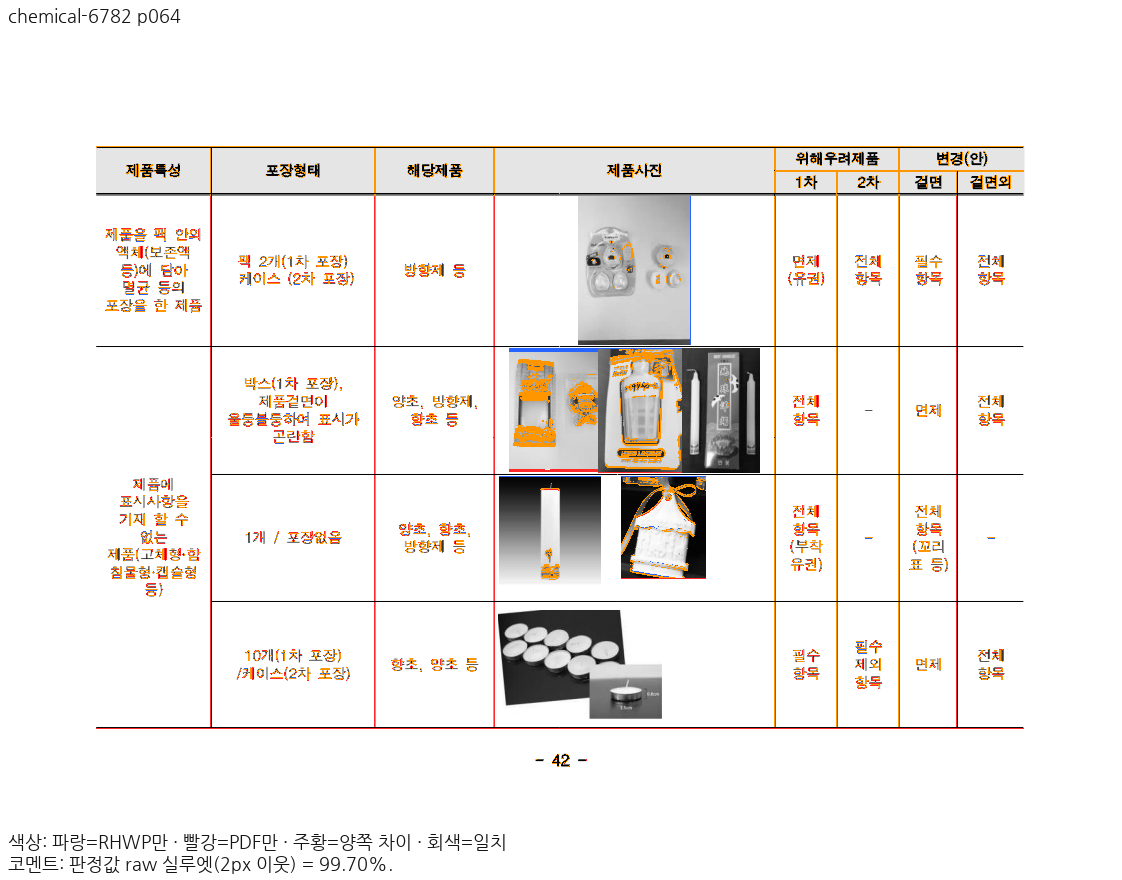 chemical-6782 p064
제품특성
포장형태
해당제품
제품사진
위해우려제품
변경(안)
1차
2차
겉면
겉면외
제품을 팩 안의
액체(보존액
등)에 담아
멸균 등의
포장을 한 제품
팩 2개(1차 포장)
케이스 (2차 포장)
방향제 등
면제
(유권)
전체
항목
필수
항목
전체
항목
제품에
표시사항을
기재 할 수
없는
제품(고체형·함
침물형·캡슐형
등)
박스(1차 포장),
제품겉면이
울퉁불퉁하여 표시가
곤란함
양초, 방향제,
향초 등
전체
항목
-
면제
전체
항목
1개 / 포장없음
양초, 향초,
방향제 등
전체
항목
(부착
유권)
-
전체
항목
(꼬리
표 등)
-
10개(1차 포장)
/케이스(2차 포장)
향초, 양초 등
필수
항목
필수
제외
항목
면제
전체
항목
- 42 -
색상: 파랑=RHWP만 · 빨강=PDF만 · 주황=양쪽 차이 · 회색=일치
코멘트: 판정값 raw 실루엣(2px 이웃) = 99.70%.